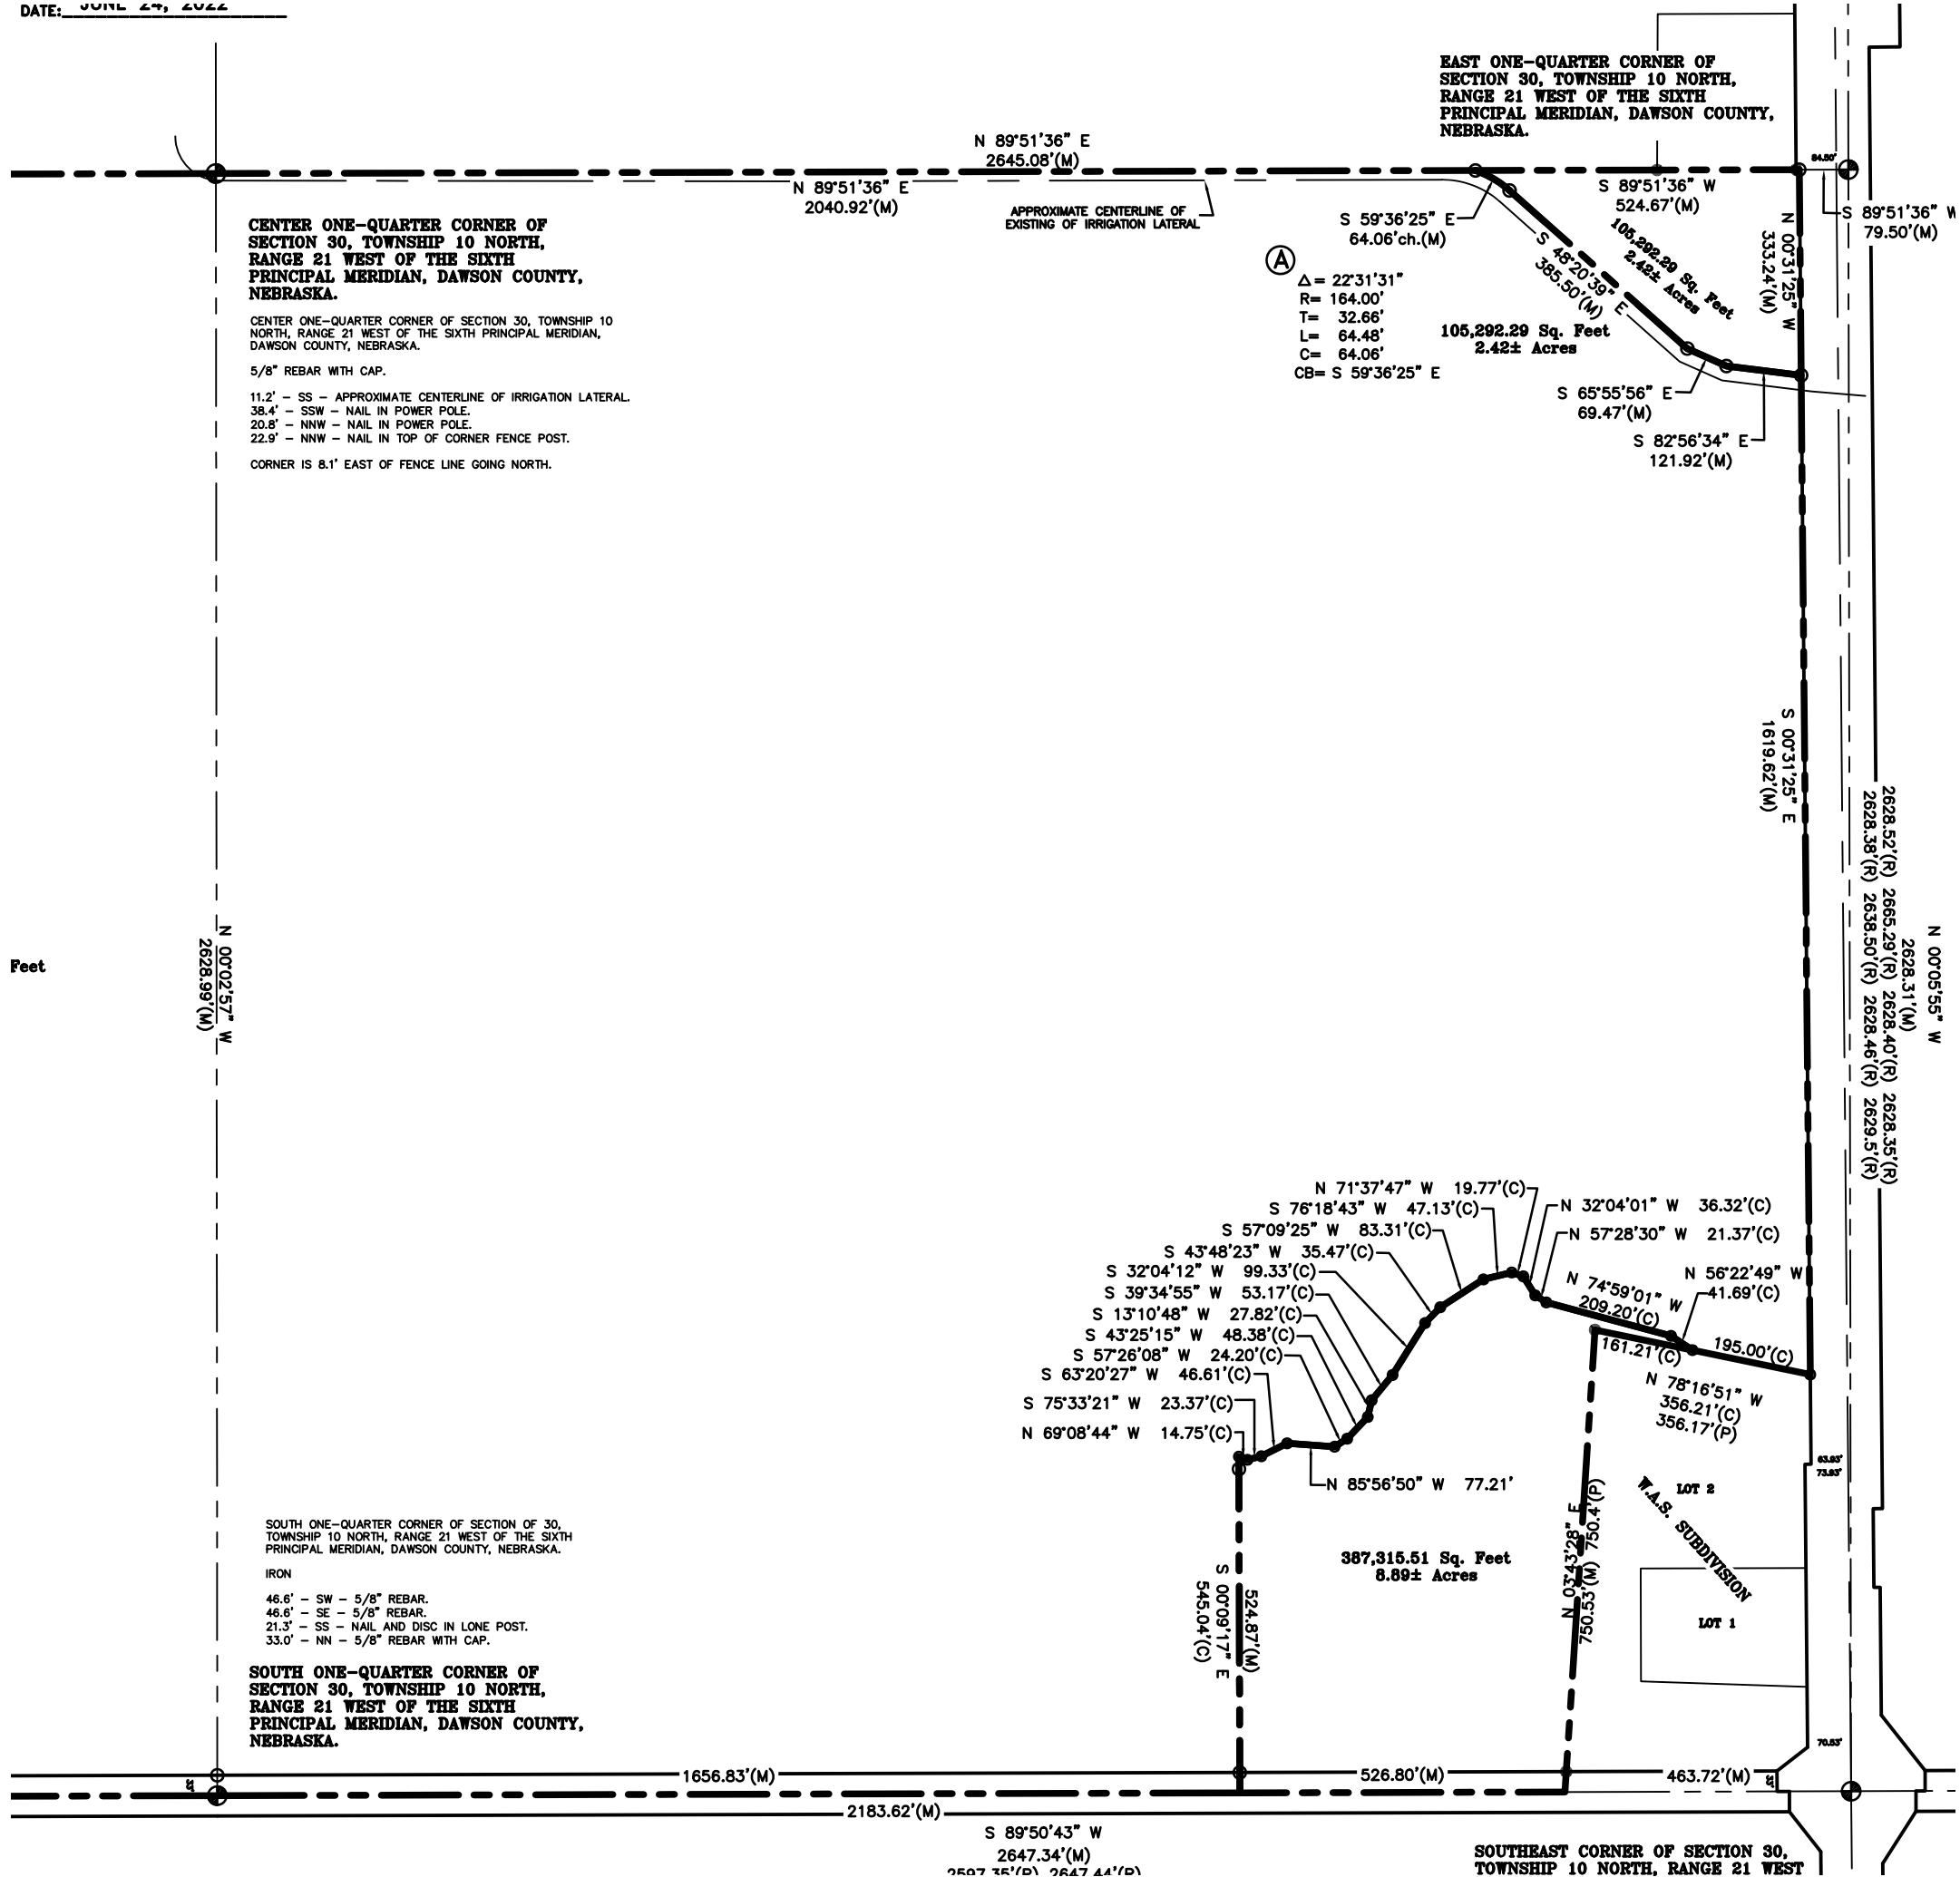 DATE: JUNE 24, 2022
EAST ONE-QUARTER CORNER OF
SECTION 30, TOWNSHIP 10 NORTH,
RANGE 21 WEST OF THE SIXTH
PRINCIPAL MERIDIAN, DAWSON COUNTY,
NEBRASKA.
N 89°51'36" E
2645.08'(M)
N 89°51'36" E
2040.92'(M)
APPROXIMATE CENTERLINE OF
EXISTING OF IRRIGATION LATERAL
84.50'
S 89°51'36" W
524.67'(M)
S 89°51'36" W
79.50'(M)
S 59°36'25" E
64.06'ch.(M)
N 00°31'25" W
333.24'(M)
105,292.29 Sq. Feet
2.42± Acres
S 48°20'39" E
385.50'(M)
A
Δ= 22°31'31"
R= 164.00'
T= 32.66'
L= 64.48'
C= 64.06'
CB= S 59°36'25" E
105,292.29 Sq. Feet
2.42± Acres
S 65°55'56" E
69.47'(M)
S 82°56'34" E
121.92'(M)
CENTER ONE-QUARTER CORNER OF
SECTION 30, TOWNSHIP 10 NORTH,
RANGE 21 WEST OF THE SIXTH
PRINCIPAL MERIDIAN, DAWSON COUNTY,
NEBRASKA.
CENTER ONE-QUARTER CORNER OF SECTION 30, TOWNSHIP 10
NORTH, RANGE 21 WEST OF THE SIXTH PRINCIPAL MERIDIAN,
DAWSON COUNTY, NEBRASKA.
5/8" REBAR WITH CAP.
11.2' - SS - APPROXIMATE CENTERLINE OF IRRIGATION LATERAL.
38.4' - SSW - NAIL IN POWER POLE.
20.8' - NNW - NAIL IN POWER POLE.
22.9' - NNW - NAIL IN TOP OF CORNER FENCE POST.
CORNER IS 8.1' EAST OF FENCE LINE GOING NORTH.
S 00°31'25" E
1619.62'(M)
2628.52'(R) 2665.29'(R) 2628.40'(R) 2628.35'(R)
2628.38'(R) 2638.50'(R) 2628.46'(R) 2629.5'(R)
N 00°05'55" W
2628.31'(M)
Feet
N 00°02'57" W
2628.99'(M)
N 71°37'47" W 19.77'(C)
S 76°18'43" W 47.13'(C)
S 57°09'25" W 83.31'(C)
S 43°48'23" W 35.47'(C)
S 32°04'12" W 99.33'(C)
S 39°34'55" W 53.17'(C)
S 13°10'48" W 27.82'(C)
S 43°25'15" W 48.38'(C)
S 57°26'08" W 24.20'(C)
S 63°20'27" W 46.61'(C)
S 75°33'21" W 23.37'(C)
N 69°08'44" W 14.75'(C)
N 32°04'01" W 36.32'(C)
N 57°28'30" W 21.37'(C)
N 56°22'49" W
41.69'(C)
N 74°59'01" W
209.20'(C)
161.21'(C)
195.00'(C)
N 78°16'51" W
356.21'(C)
356.17'(P)
N 85°56'50" W 77.21'
63.93'
73.93'
LOT 2
W.A.S. SUBDIVISION
LOT 1
N 03°43'28" E
750.53'(M) 750.4'(P)
387,315.51 Sq. Feet
8.89± Acres
524.87'(M)
S 00°09'17" E
545.04'(C)
SOUTH ONE-QUARTER CORNER OF SECTION OF 30,
TOWNSHIP 10 NORTH, RANGE 21 WEST OF THE SIXTH
PRINCIPAL MERIDIAN, DAWSON COUNTY, NEBRASKA.
IRON
46.6' - SW - 5/8" REBAR.
46.6' - SE - 5/8" REBAR.
21.3' - SS - NAIL AND DISC IN LONE POST.
33.0' - NN - 5/8" REBAR WITH CAP.
SOUTH ONE-QUARTER CORNER OF
SECTION 30, TOWNSHIP 10 NORTH,
RANGE 21 WEST OF THE SIXTH
PRINCIPAL MERIDIAN, DAWSON COUNTY,
NEBRASKA.
70.53'
33'
1656.83'(M)
526.80'(M)
463.72'(M)
33'
2183.62'(M)
S 89°50'43" W
2647.34'(M)
2597.35'(P) 2647.44'(P)
SOUTHEAST CORNER OF SECTION 30,
TOWNSHIP 10 NORTH, RANGE 21 WEST